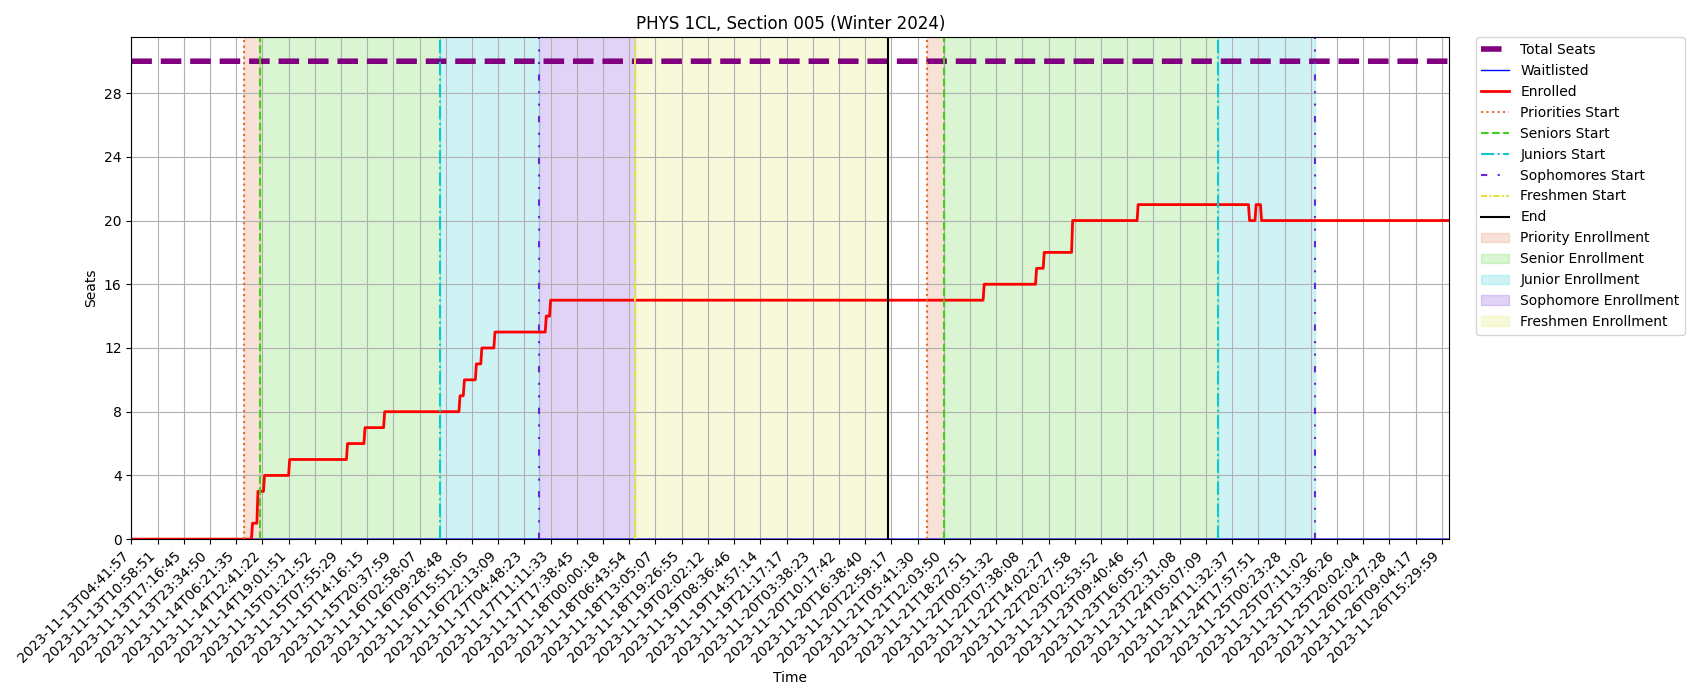 PHYS 1CL, Section 005 (Winter 2024)
Total Seats
Waitlisted
Enrolled
Priorities Start
Seniors Start
Juniors Start
Sophomores Start
Freshmen Start
End
Priority Enrollment
Senior Enrollment
Junior Enrollment
Sophomore Enrollment
Freshmen Enrollment
Seats
28
24
20
16
12
8
4
0
2023-11-13T04:41:57
2023-11-13T10:58:51
2023-11-13T17:16:45
2023-11-13T23:34:50
2023-11-14T06:21:35
2023-11-14T12:41:22
2023-11-14T19:01:51
2023-11-15T01:21:52
2023-11-15T07:55:29
2023-11-15T14:16:15
2023-11-15T20:37:59
2023-11-16T02:58:07
2023-11-16T09:28:48
2023-11-16T15:51:05
2023-11-16T22:13:09
2023-11-17T04:48:23
2023-11-17T11:11:33
2023-11-17T17:38:45
2023-11-18T00:00:18
2023-11-18T06:43:54
2023-11-18T13:05:07
2023-11-18T19:26:55
2023-11-19T02:02:12
2023-11-19T08:36:46
2023-11-19T14:57:14
2023-11-19T21:17:17
2023-11-20T03:38:23
2023-11-20T10:17:42
2023-11-20T16:38:40
2023-11-20T22:59:17
2023-11-21T05:41:30
2023-11-21T12:03:50
2023-11-21T18:27:51
2023-11-22T00:51:32
2023-11-22T07:38:08
2023-11-22T14:02:27
2023-11-22T20:27:58
2023-11-23T02:53:52
2023-11-23T09:40:46
2023-11-23T16:05:57
2023-11-23T22:31:08
2023-11-24T05:07:09
2023-11-24T11:32:37
2023-11-24T17:57:51
2023-11-25T00:23:28
2023-11-25T07:11:02
2023-11-25T13:36:26
2023-11-25T20:02:04
2023-11-26T02:27:28
2023-11-26T09:04:17
2023-11-26T15:29:59
Time